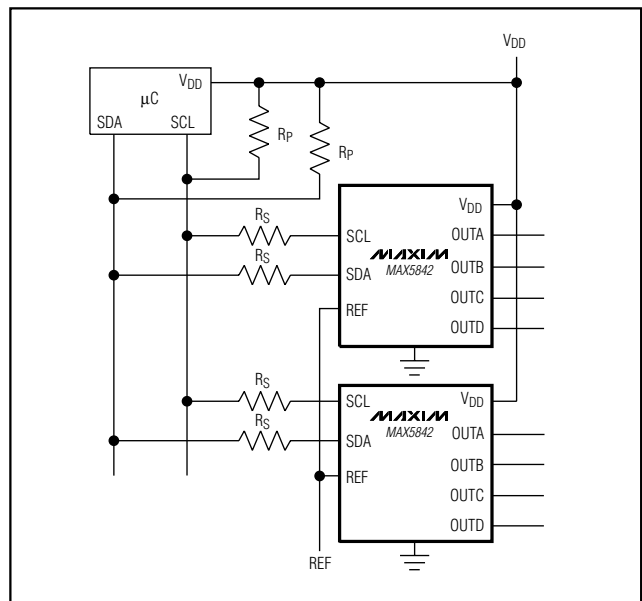 VDD
VDD
µC
SDA SCL
RP
RP
VDD
RS
SCL
OUTA
MAXIM
MAX5842
OUTB
RS
SDA
OUTC
REF
OUTD
RS
SCL
VDD
MAXIM
MAX5842
RS
SDA
OUTA
OUTB
REF
OUTC
OUTD
REF